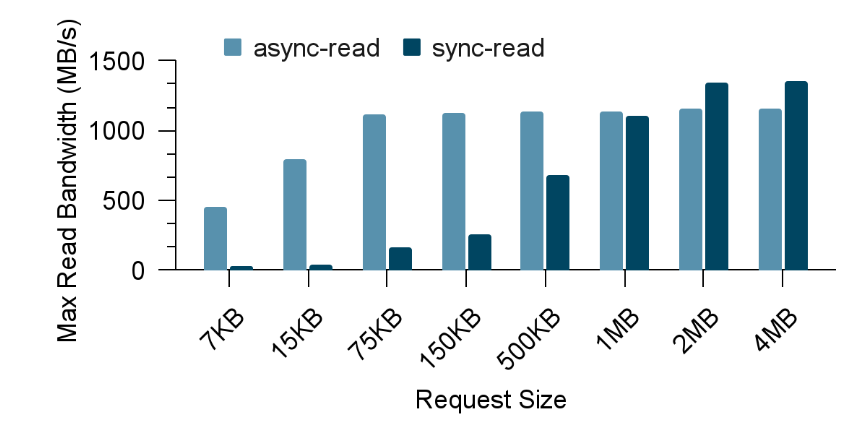 async-read sync-read
Max Read Bandwidth (MB/s)
1500
1000
500
0
7KB 15KB 75KB 150KB 500KB 1MB 2MB 4MB
Request Size